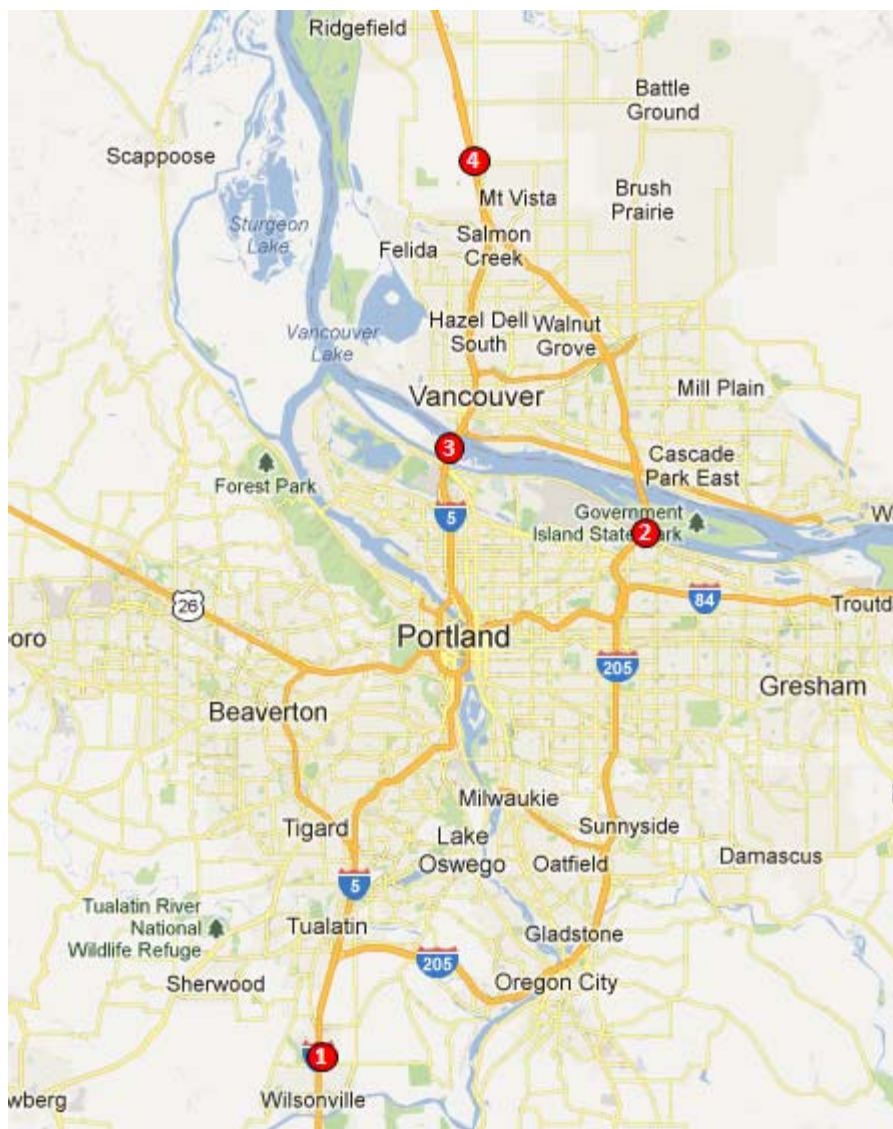 Ridgefield
Battle
Ground
Scappoose
4
Mt Vista
Brush
Prairie
Sturgeon
Lake
Felida
Salmon
Creek
Hazel Dell
South
Walnut
Grove
Vancouver
Lake
Vancouver
Mill Plain
3
Cascade
Park East
Forest Park
5
Government
Island State Park
2
W
26
84
Troutd
oro
Portland
205
Gresham
Beaverton
Milwaukie
Tigard
Sunnyside
Lake
Oswego
Oatfield
Damascus
5
Tualatin River
National
Wildlife Refuge
Tualatin
Gladstone
205
Sherwood
Oregon City
1
wberg
Wilsonville